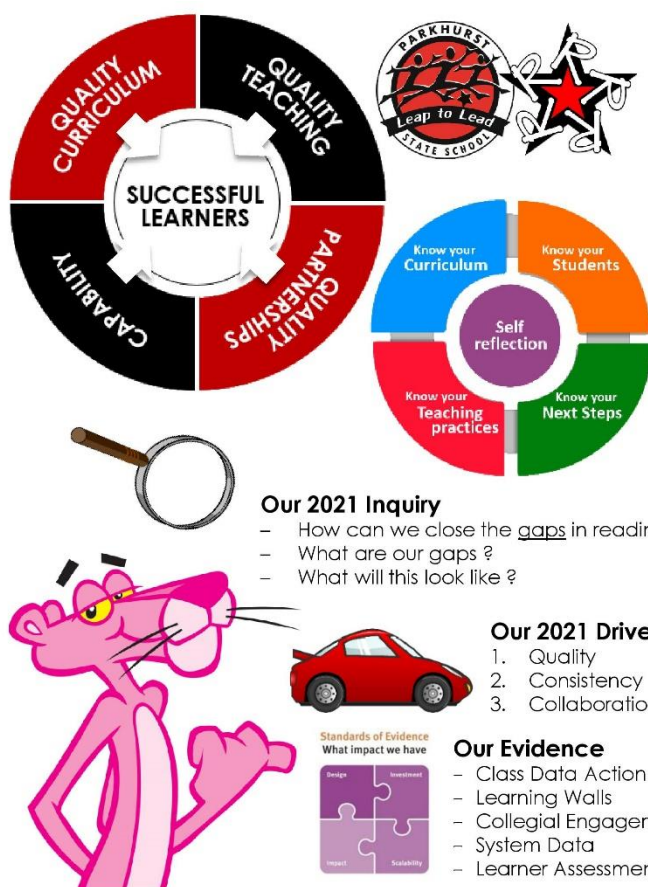 QUALITY
CURRICULUM
QUALITY
TEACHING
SUCCESSFUL
LEARNERS
CAPABILITY
QUALITY
PARTNERSHIPS
PARKHURST
Leap to Lead
STATE SCHOOL
P
R
R
R
R
Know your
Curriculum
Know your
Students
Self
reflection
Know your
Teaching
practices
Know your
Next Steps
Our 2021 Inquiry
- How can we close the gaps in readin
- What are our gaps ?
- What will this look like ?
Our 2021 Drive
1. Quality
2. Consistency
3. Collaboratio
Standards of Evidence
What impact we have
Design
Investment
Impact
Scalability
Our Evidence
- Class Data Action
- Learning Walls
- Collegial Engager
- System Data
- Learner Assessmer